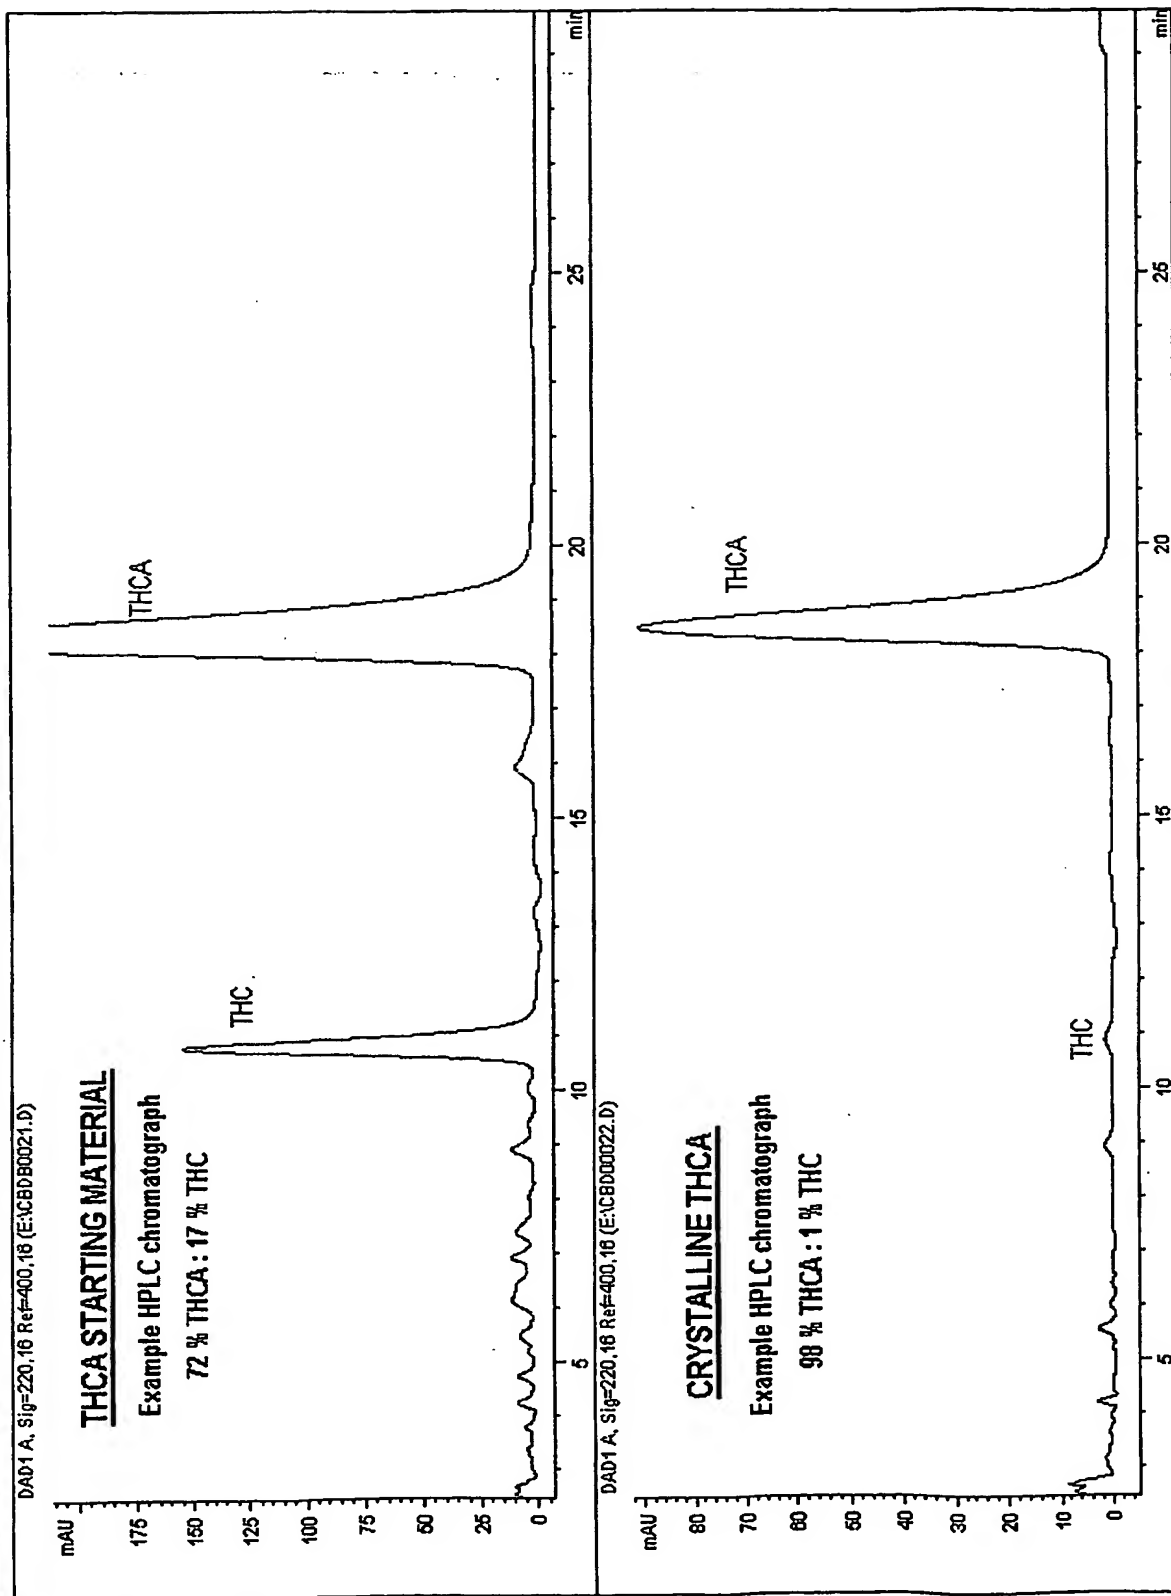 DAD1 A, Sig=220,16 Ref=400,16 (E:\CBDB0021.D)
mAU
THCA STARTING MATERIAL
Example HPLC chromatograph
72 % THCA : 17 % THC
THC
THCA
175
150
125
100
75
50
25
0
5
10
15
20
25
min
DAD1 A, Sig=220,16 Ref=400,16 (E:\CBD00022.D)
mAU
CRYSTALLINE THCA
Example HPLC chromatograph
98 % THCA : 1 % THC
THC
THCA
80
70
60
50
40
30
20
10
0
5
10
15
20
25
min